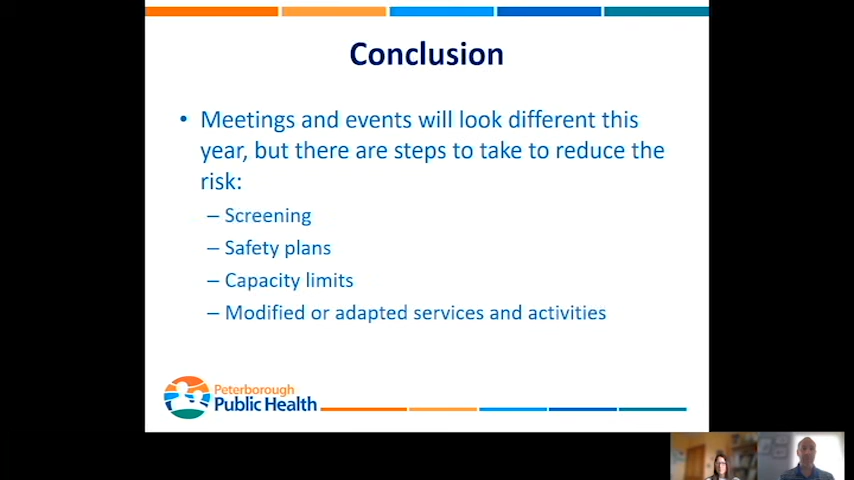 Conclusion
• Meetings and events will look different this
year, but there are steps to take to reduce the
risk:
– Screening
– Safety plans
– Capacity limits
– Modified or adapted services and activities
Peterborough
Public Health